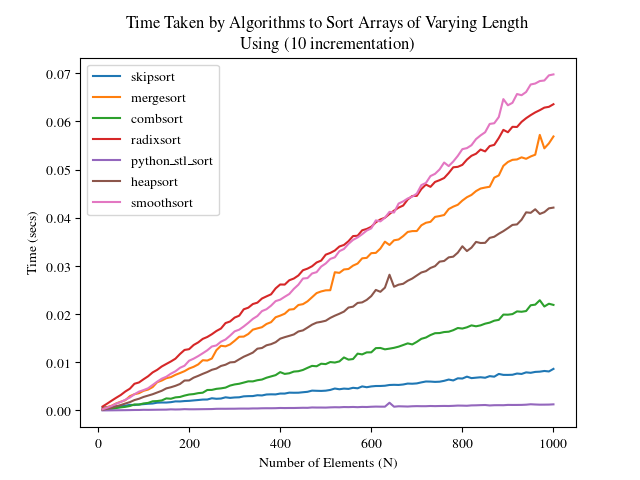 Time Taken by Algorithms to Sort Arrays of Varying Length
Using (10 incrementation)
0.07
0.06
0.05
0.04
0.03
0.02
0.01
0.00
Time (secs)
skipsort
mergesort
combsort
radixsort
python_stl_sort
heapsort
smoothsort
0
200
400
600
800
1000
Number of Elements (N)